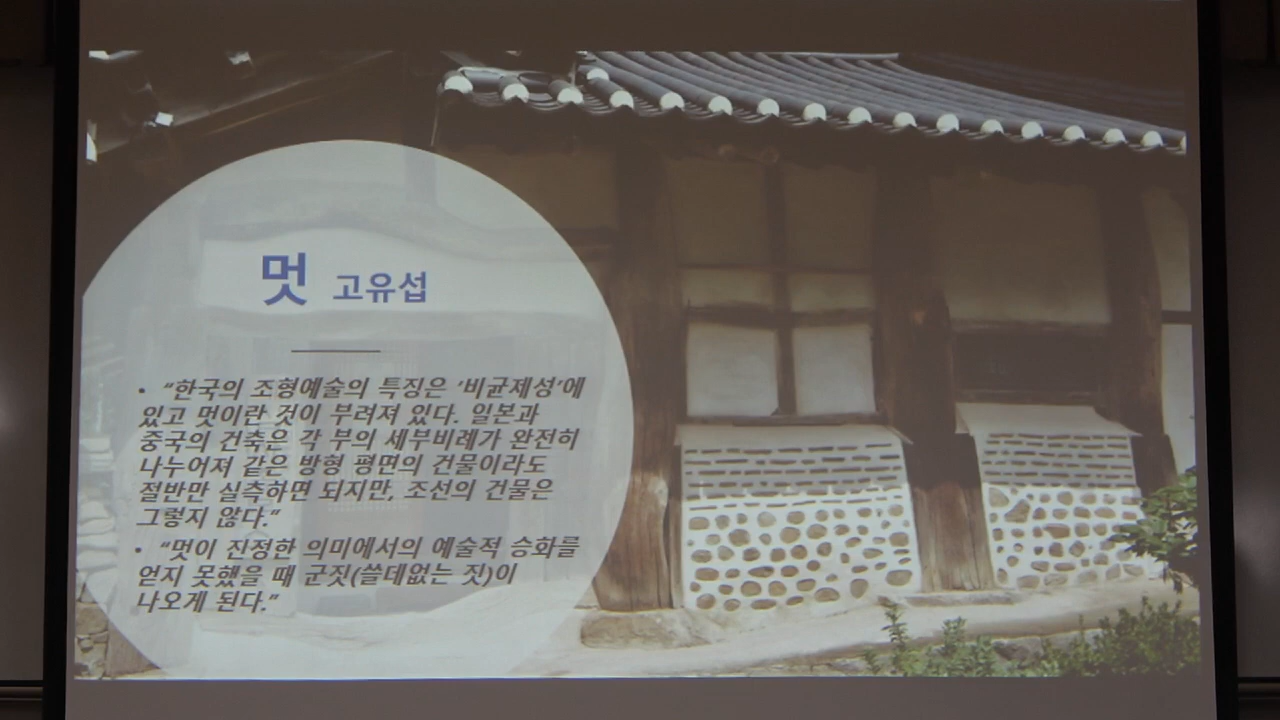 멋 고유섭
• “한국의 조형예술의 특징은 ‘비균제성’에
있고 멋이란 것이 부려져 있다. 일본과
중국의 건축은 각 부의 세부비례가 완전히
나누어져 같은 방형 평면의 건물이라도
절반만 실측하면 되지만, 조선의 건물은
그렇지 않다.”
• “멋이 진정한 의미에서의 예술적 승화를
얻지 못했을 때 군짓(쓸데없는 짓)이
나오게 된다.”